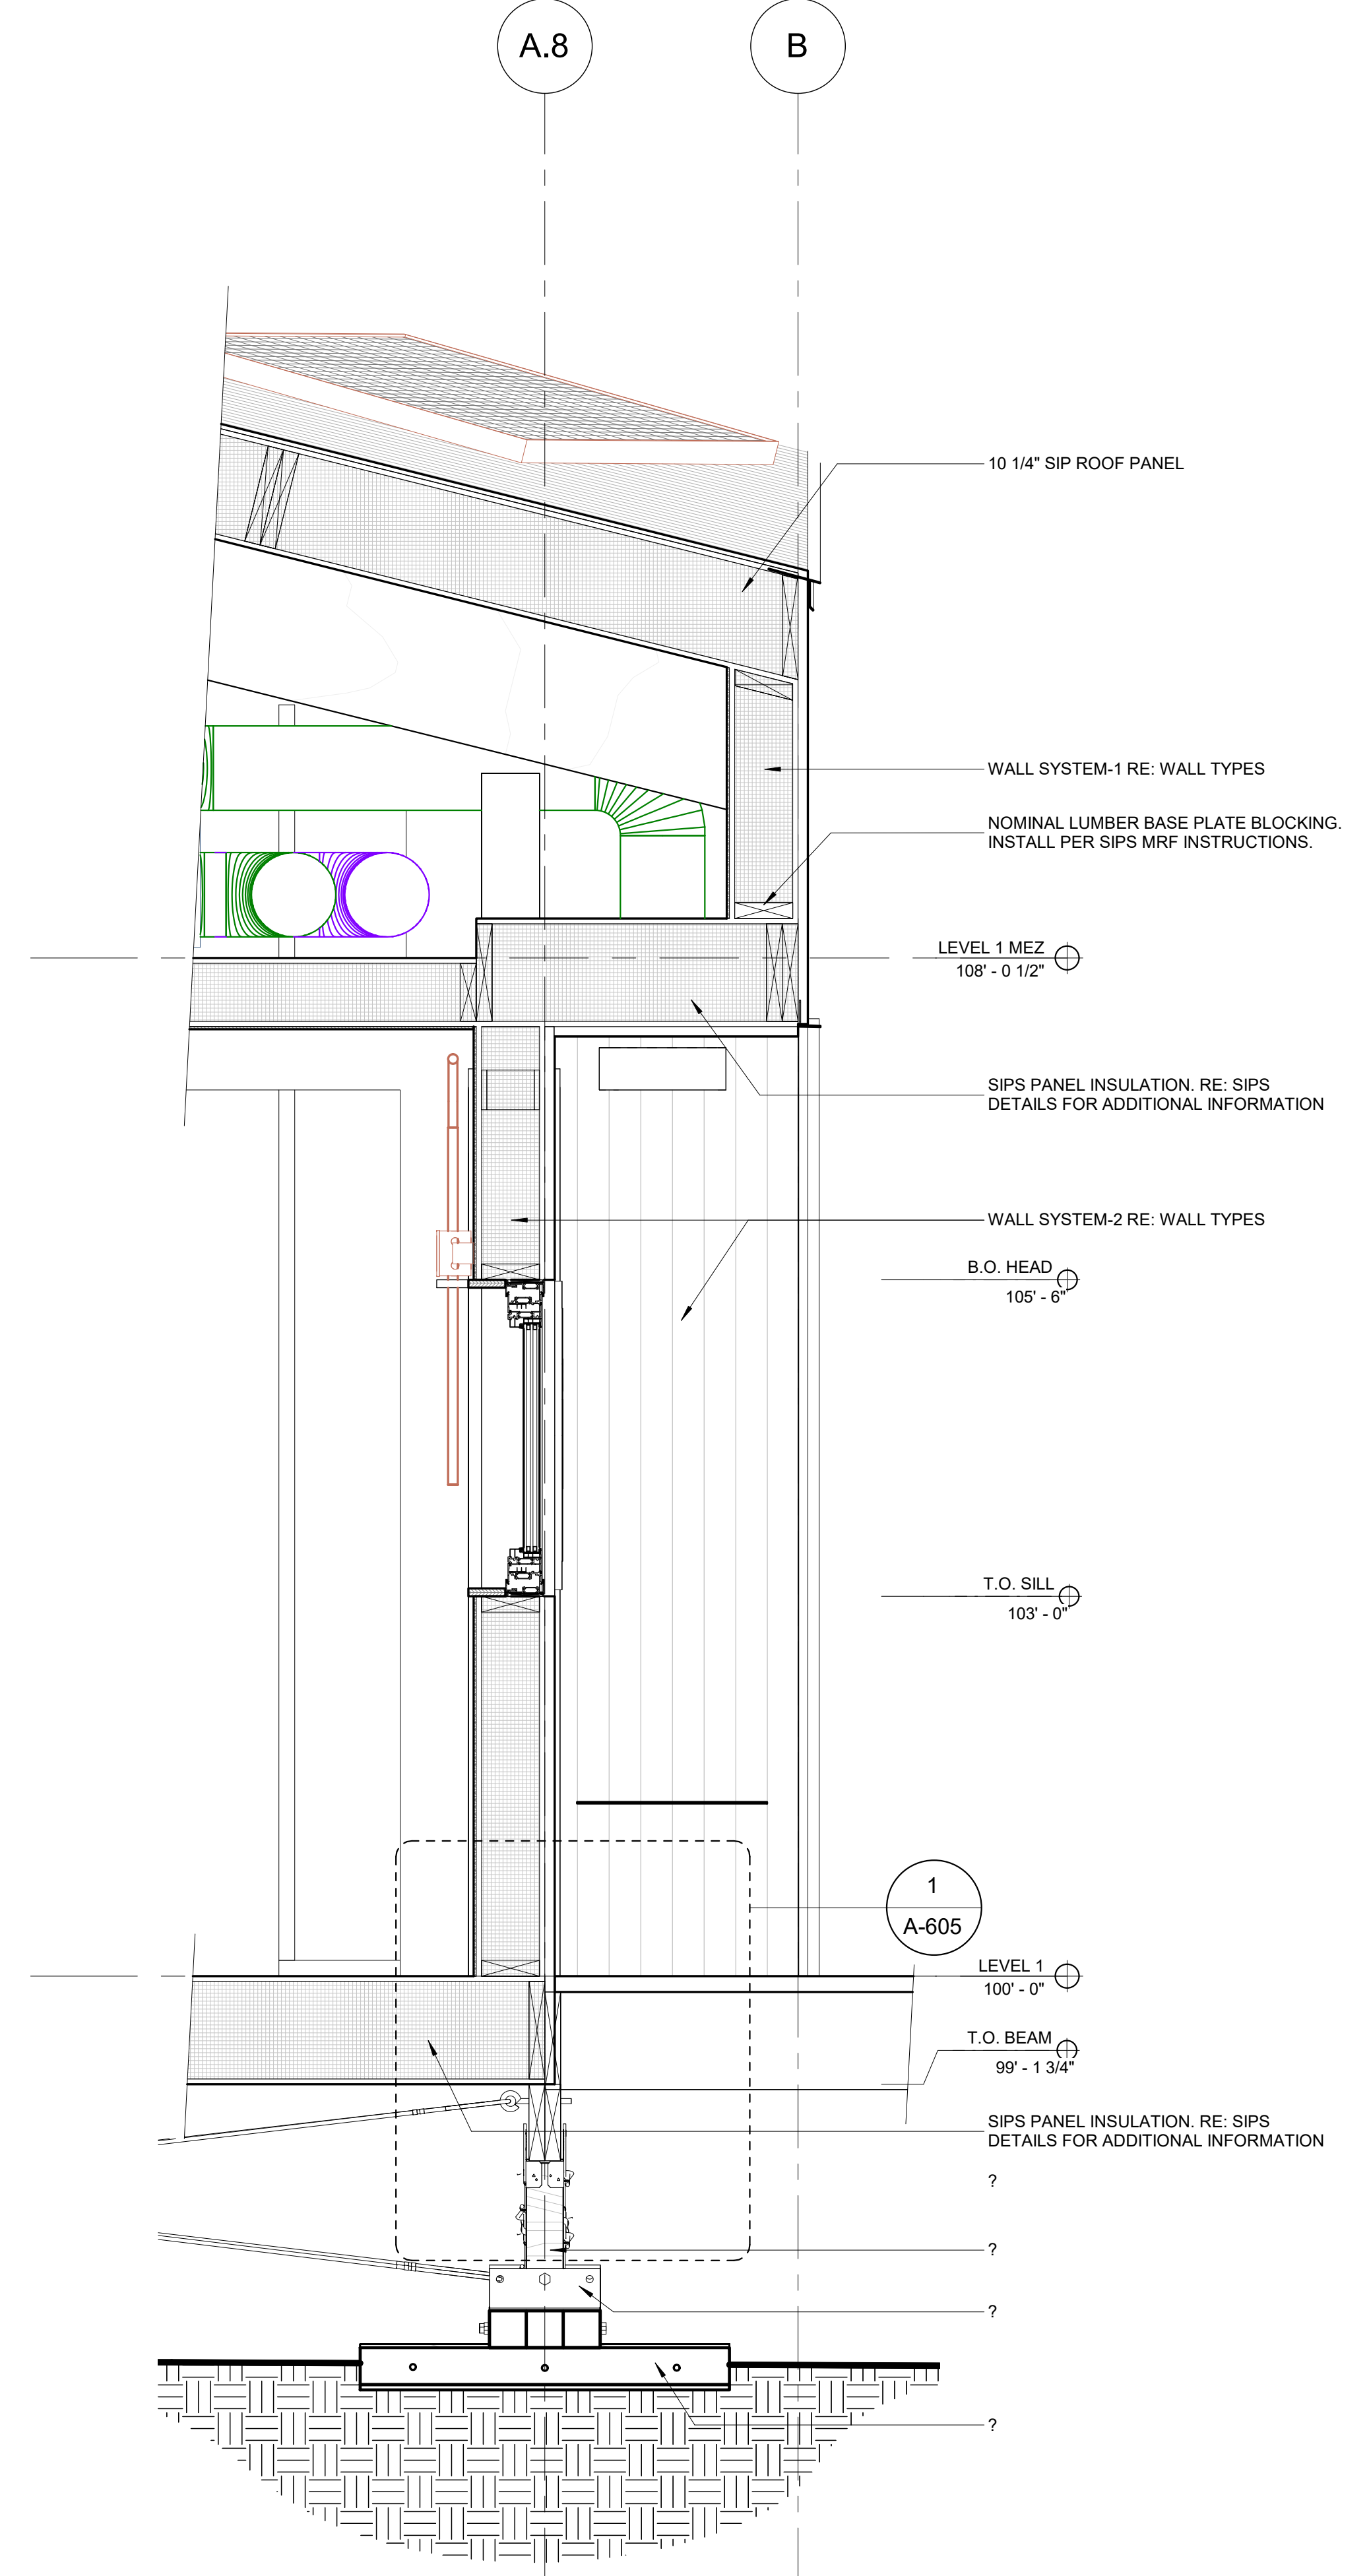 A.8
B
10 1/4" SIP ROOF PANEL
WALL SYSTEM-1 RE: WALL TYPES
NOMINAL LUMBER BASE PLATE BLOCKING.
INSTALL PER SIPS MRF INSTRUCTIONS.
LEVEL 1 MEZ
108' - 0 1/2"
SIPS PANEL INSULATION. RE: SIPS
DETAILS FOR ADDITIONAL INFORMATION
WALL SYSTEM-2 RE: WALL TYPES
B.O. HEAD
105' - 6"
T.O. SILL
103' - 0"
1
A-605
LEVEL 1
100' - 0"
T.O. BEAM
99' - 1 3/4"
SIPS PANEL INSULATION. RE: SIPS
DETAILS FOR ADDITIONAL INFORMATION
?
?
?
?